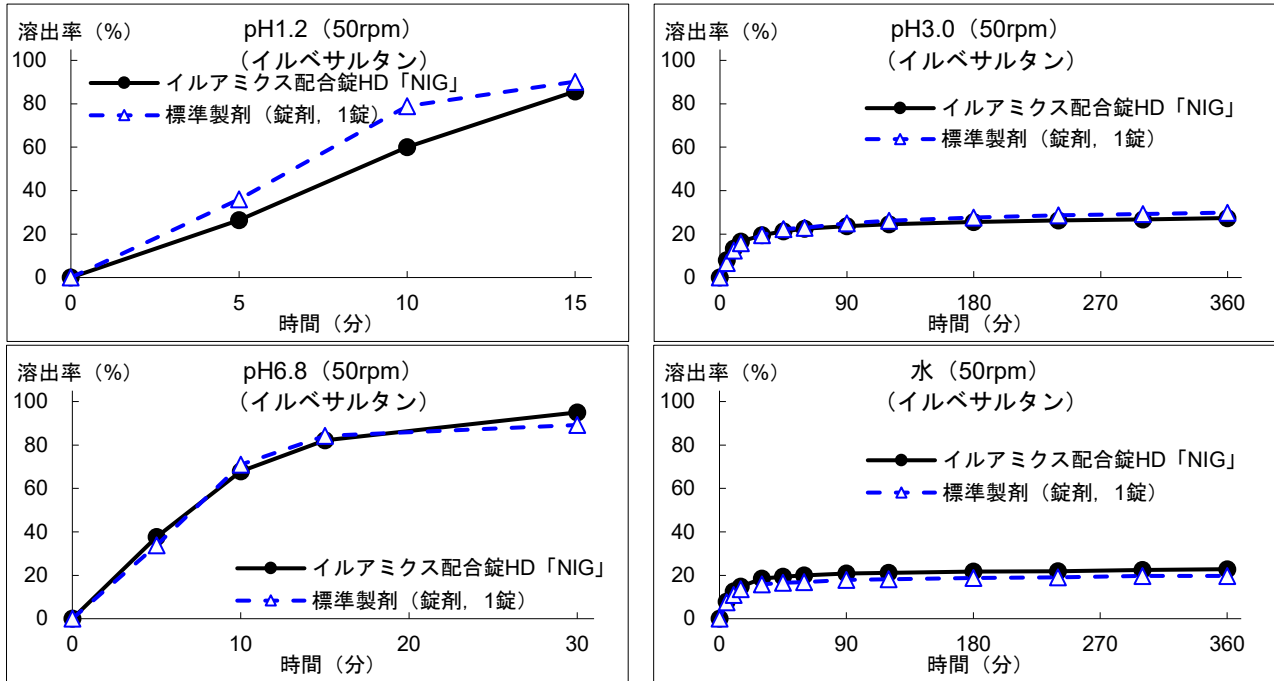 溶出率（%）
pH1.2（50rpm）
（イルベサルタン）
100
80
60
40
20
0
イルアミクス配合錠HD「NIG」
標準製剤（錠剤，1錠）
0 5 10 15
時間（分）
溶出率（%）
pH3.0（50rpm）
（イルベサルタン）
100
80
60
40
20
0
イルアミクス配合錠HD「NIG」
標準製剤（錠剤，1錠）
0 90 180 270 360
時間（分）
溶出率（%）
pH6.8（50rpm）
（イルベサルタン）
100
80
60
40
20
0
イルアミクス配合錠HD「NIG」
標準製剤（錠剤，1錠）
0 10 20 30
時間（分）
溶出率（%）
水（50rpm）
（イルベサルタン）
100
80
60
40
20
0
イルアミクス配合錠HD「NIG」
標準製剤（錠剤，1錠）
0 90 180 270 360
時間（分）